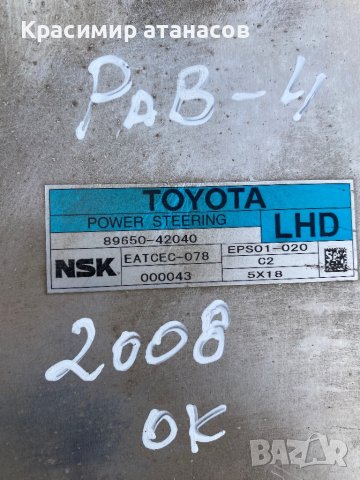 Красимир атанасов
РАВ-4
TOYOTA
POWER STEERING
LHD
89650-42040
NSK
EATCEC-078
EPS01-020
C2
000043
5X18
2008
OK
BAZAR